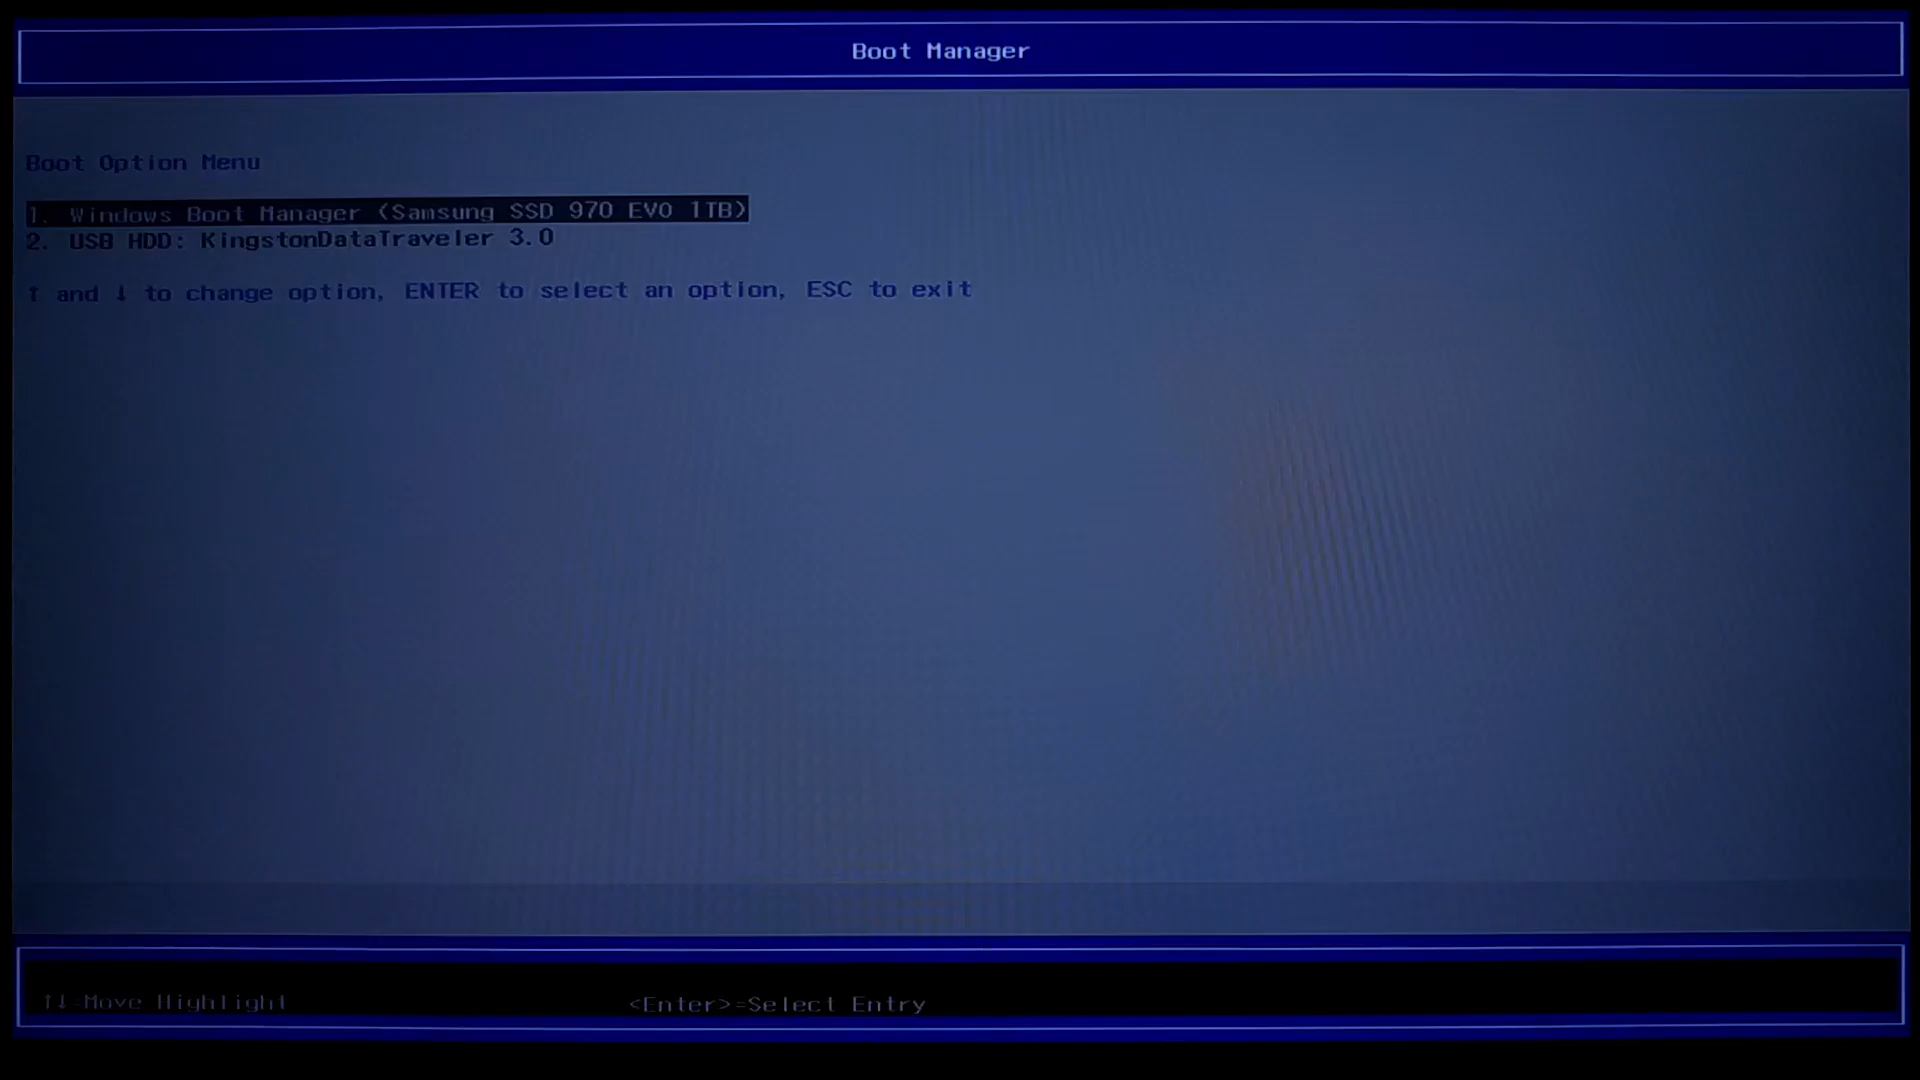 Boot Manager
Boot Option Menu
1. Windows Boot Manager (Samsung SSD 970 EVO 1TB)
2. USB HDD: KingstonDataTraveler 3.0
↑ and ↓ to change option, ENTER to select an option, ESC to exit
↑↓=Move Highlight
<Enter>=Select Entry